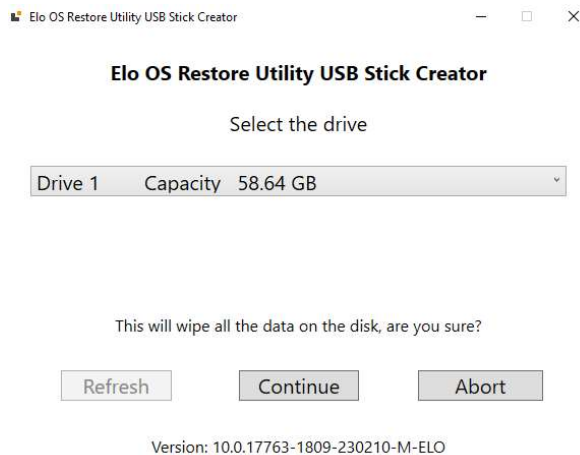 Elo OS Restore Utility USB Stick Creator
Elo OS Restore Utility USB Stick Creator
Select the drive
Drive 1 Capacity 58.64 GB
This will wipe all the data on the disk, are you sure?
Refresh Continue Abort
Version: 10.0.17763-1809-230210-M-ELO